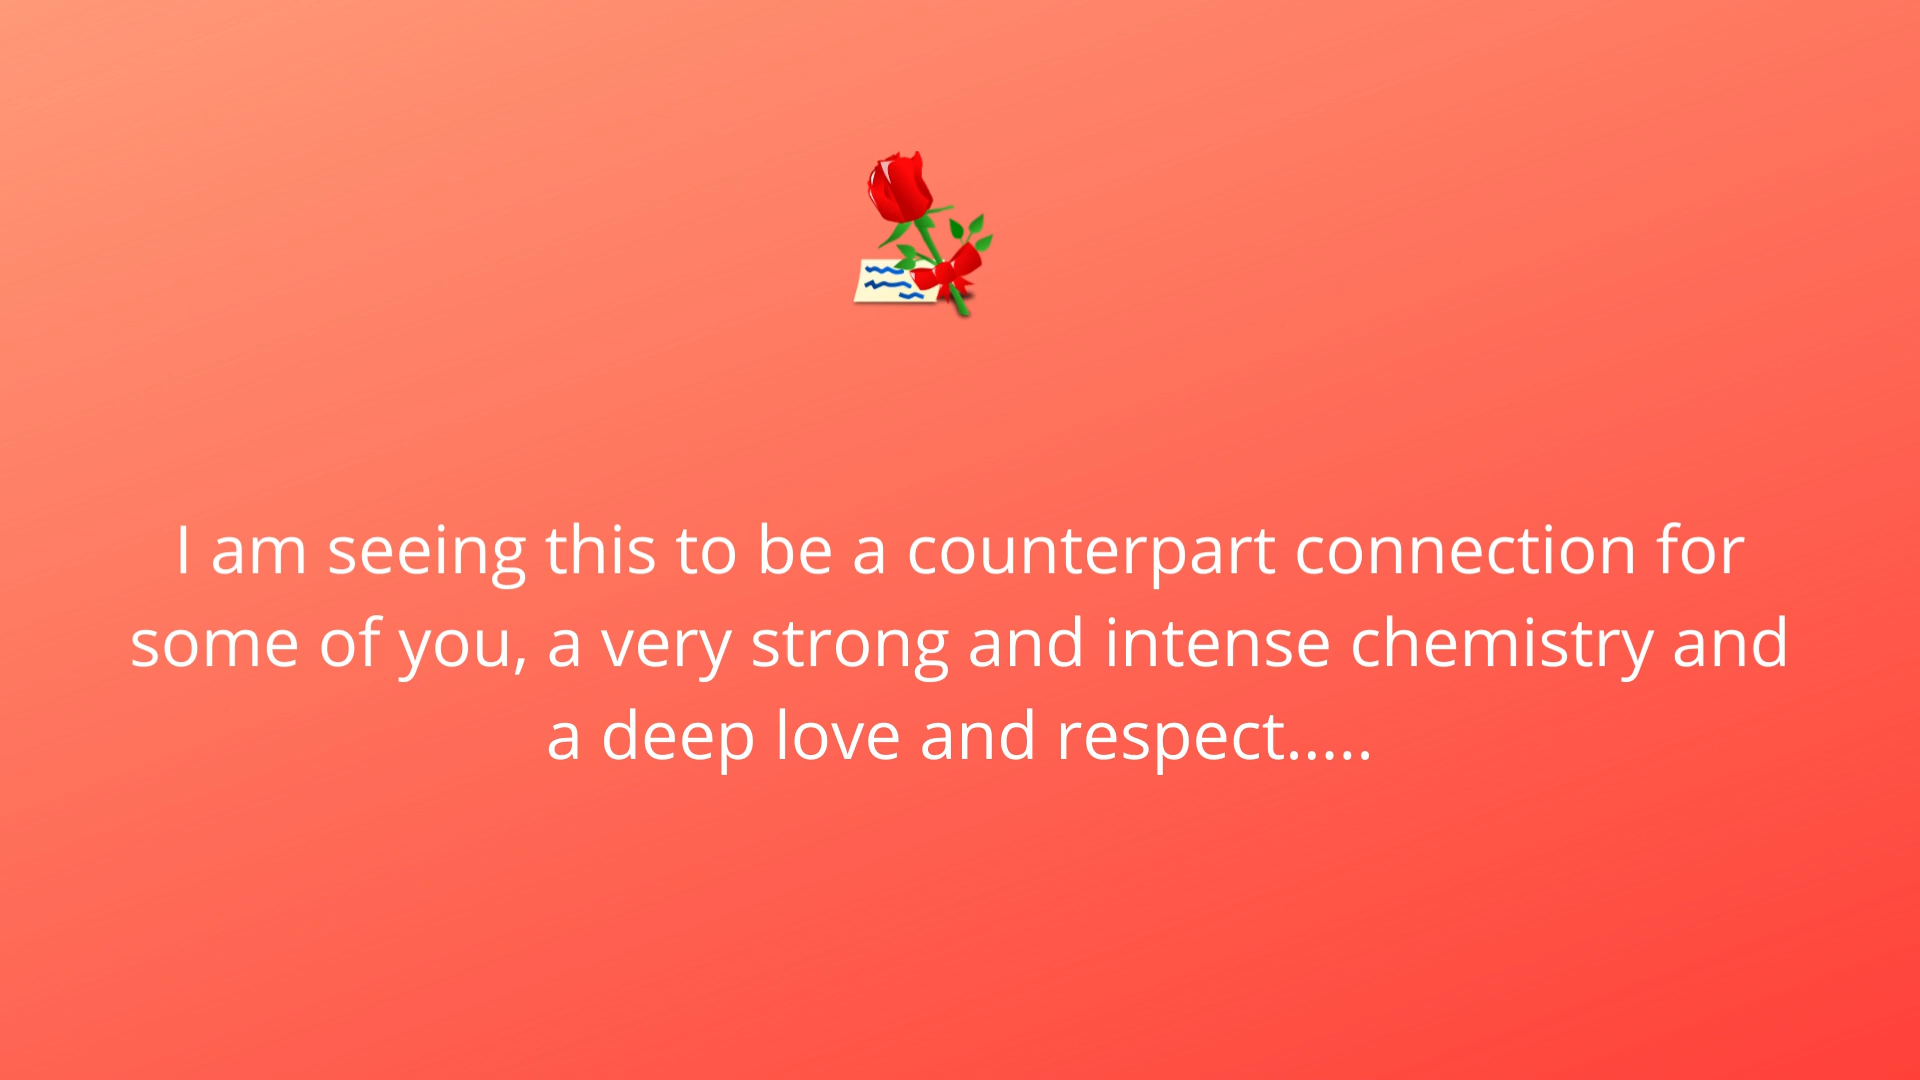 I am seeing this to be a counterpart connection for
some of you, a very strong and intense chemistry and
a deep love and respect.....